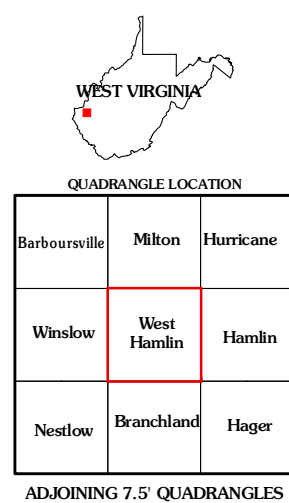 WEST VIRGINIA
QUADRANGLE LOCATION
Barboursville Milton Hurricane
Winslow West Hamlin Hamlin
Nestlow Branchland Hager
ADJOINING 7.5' QUADRANGLES